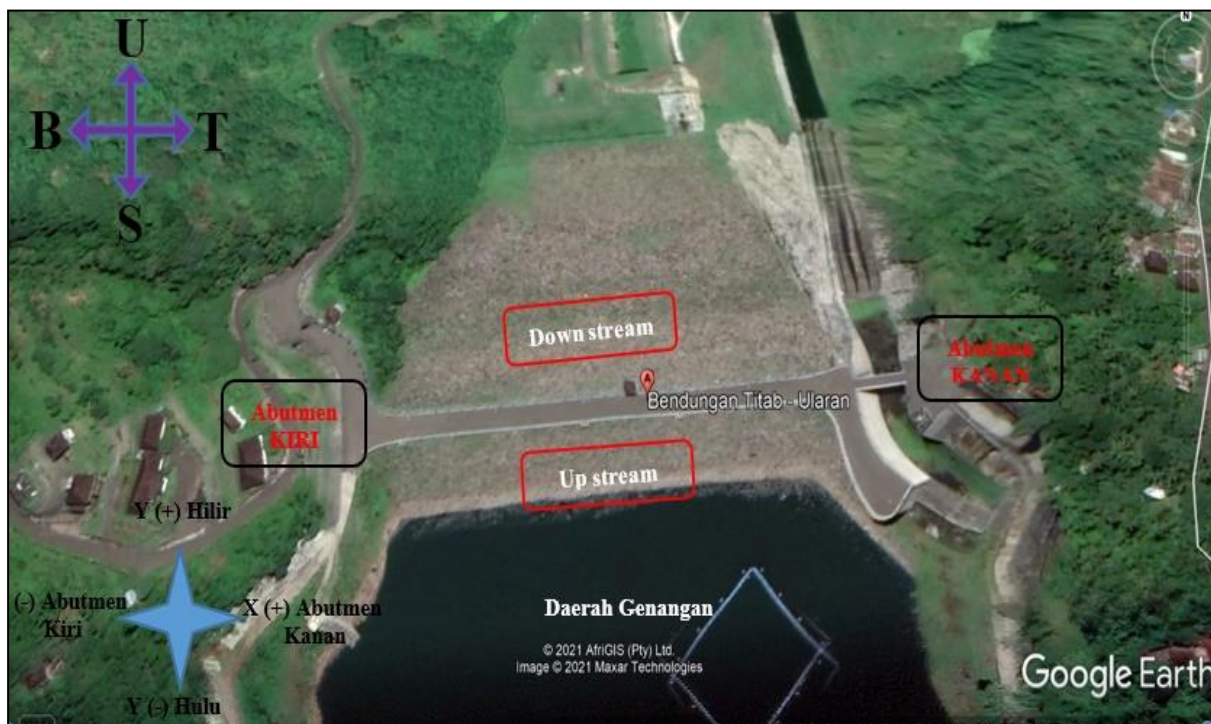 U
N
B T
S
Down stream
Abutmen
KANAN
Bendungan Titab - Ularan
Abutmen
KIRI
Up stream
Y (+) Hilir
(-) Abutmen
Kiri
X (+) Abutmen
Kanan
Daerah Genangan
© 2021 AfriGIS (Pty) Ltd.
Image © 2021 Maxar Technologies
Google Earth
Y (-) Hulu
A